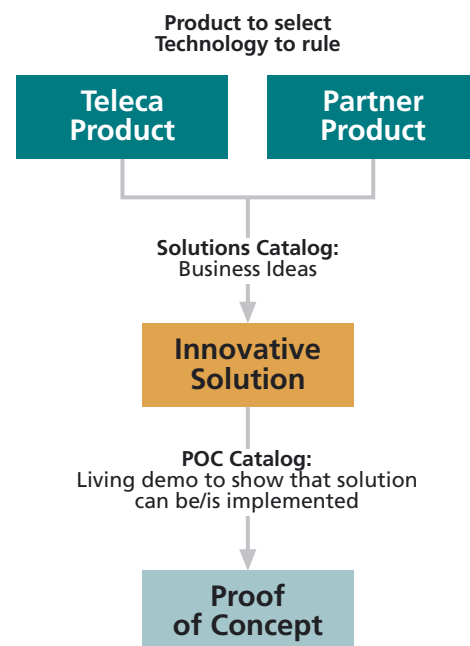 Product to select
Technology to rule
Teleca
Product
Partner
Product
Solutions Catalog:
Business Ideas
Innovative
Solution
POC Catalog:
Living demo to show that solution
can be/is implemented
Proof
of Concept